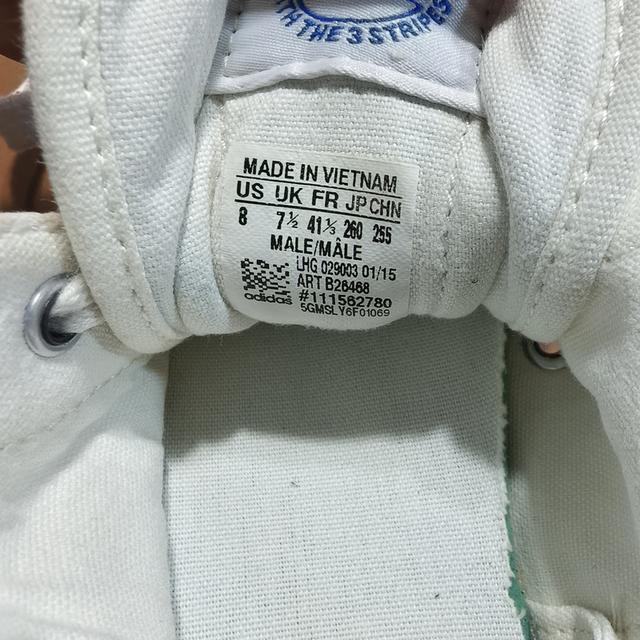 TH THE 3 STRIPES
MADE IN VIETNAM
US UK FR JP CHN
8 7½ 41⅓ 260 255
MALE/MÂLE
LHG 029003 01/15
ART B26468
adidas #111562780
5GMSLY6F01069